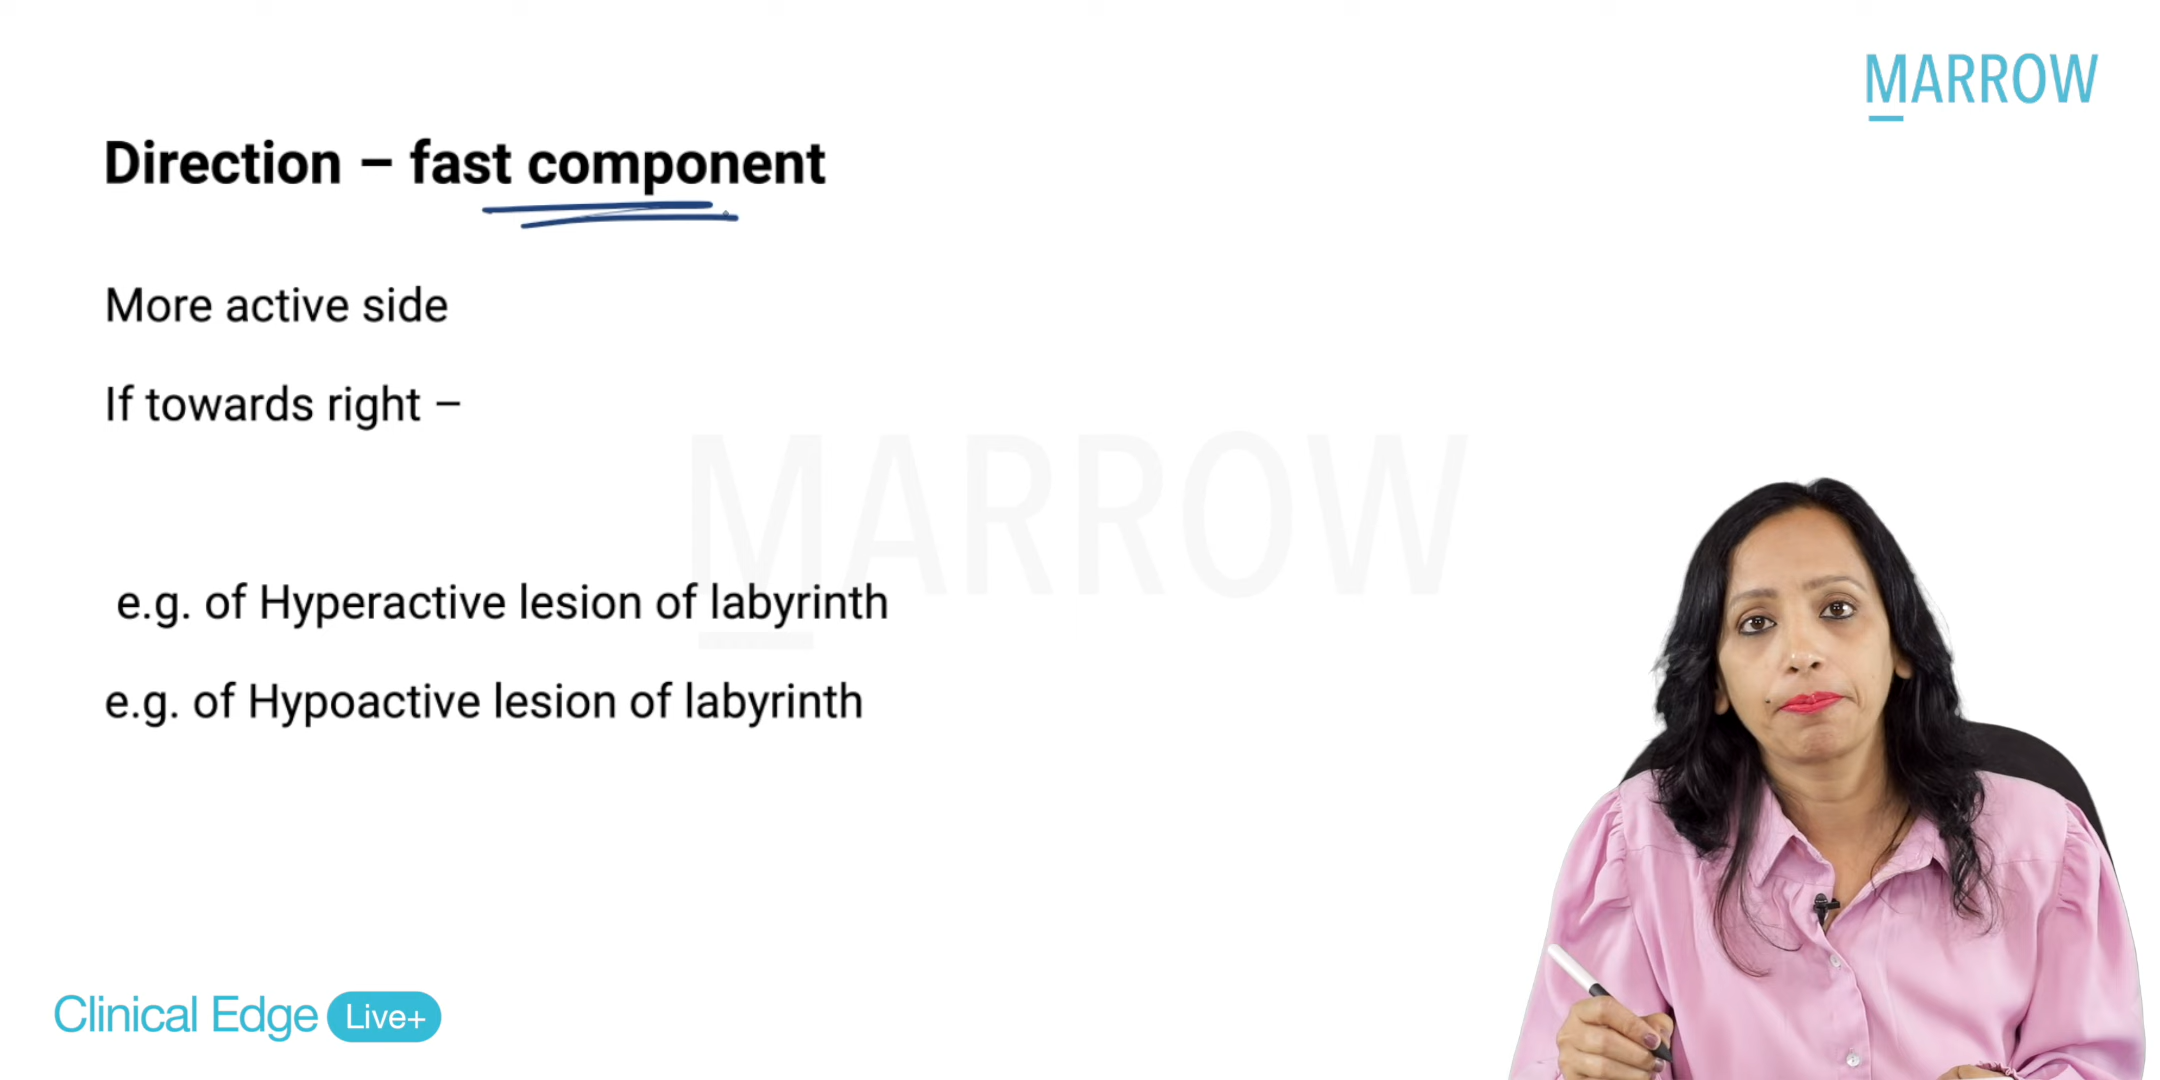 MARROW
Direction – fast component
More active side
If towards right –
MARROW
e.g. of Hyperactive lesion of labyrinth
e.g. of Hypoactive lesion of labyrinth
Clinical Edge Live+